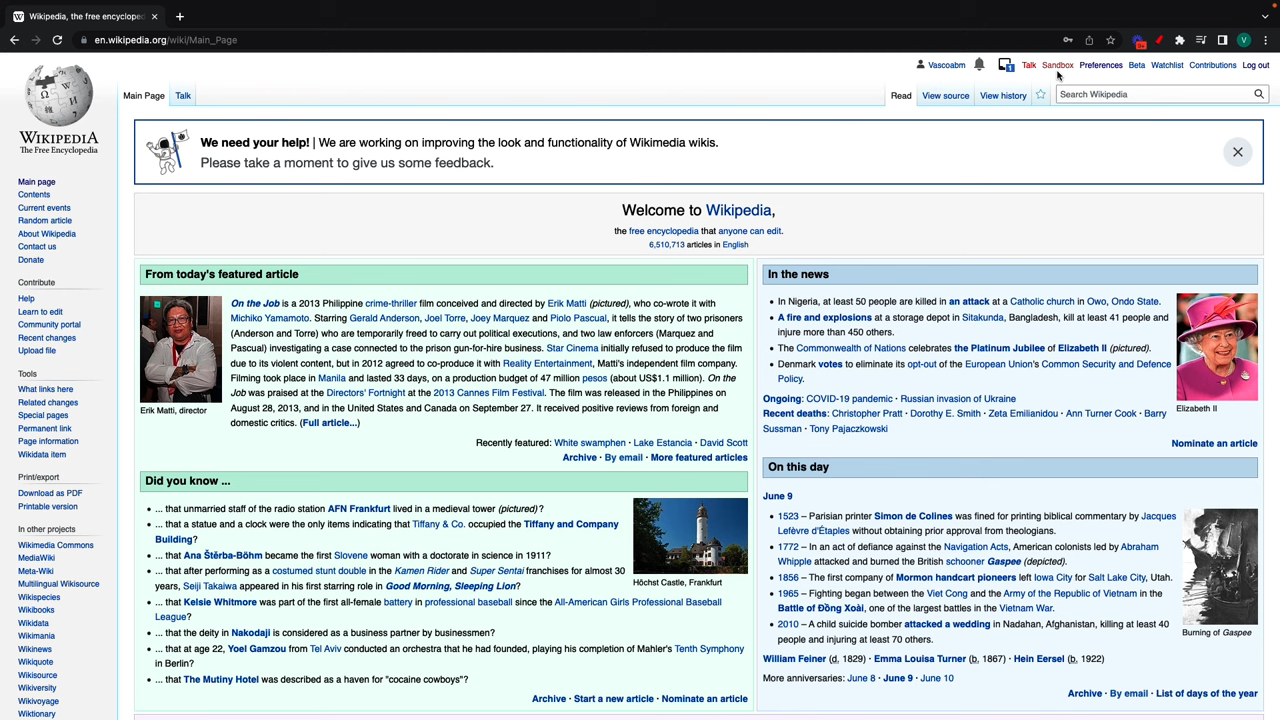 Wikipedia, the free encycloped
en.wikipedia.org/wiki/Main_Page
Vascoabm 1 Talk Sandbox Preferences Beta Watchlist Contributions Log out
Main Page Talk Read View source View history Search Wikipedia
WIKIPEDIA
The Free Encyclopedia
We need your help! | We are working on improving the look and functionality of Wikimedia wikis.
Please take a moment to give us some feedback.
Main page
Contents
Current events
Random article
About Wikipedia
Contact us
Donate
Contribute
Help
Learn to edit
Community portal
Recent changes
Upload file
Tools
What links here
Related changes
Special pages
Permanent link
Page information
Wikidata item
Print/export
Download as PDF
Printable version
In other projects
Wikimedia Commons
MediaWiki
Meta-Wiki
Multilingual Wikisource
Wikispecies
Wikibooks
Wikidata
Wikimania
Wikinews
Wikiquote
Wikisource
Wikiversity
Wikivoyage
Wiktionary
Welcome to Wikipedia,
the free encyclopedia that anyone can edit.
6,510,713 articles in English
From today's featured article
On the Job is a 2013 Philippine crime-thriller film conceived and directed by Erik Matti (pictured), who co-wrote it with
Michiko Yamamoto. Starring Gerald Anderson, Joel Torre, Joey Marquez and Piolo Pascual, it tells the story of two prisoners
(Anderson and Torre) who are temporarily freed to carry out political executions, and two law enforcers (Marquez and
Pascual) investigating a case connected to the prison gun-for-hire business. Star Cinema initially refused to produce the film
due to its violent content, but in 2012 agreed to co-produce it with Reality Entertainment, Matti's independent film company.
Filming took place in Manila and lasted 33 days, on a production budget of 47 million pesos (about US$1.1 million). On the
Job was praised at the Directors' Fortnight at the 2013 Cannes Film Festival. The film was released in the Philippines on
August 28, 2013, and in the United States and Canada on September 27. It received positive reviews from foreign and
domestic critics. (Full article...)
Erik Matti, director
Recently featured: White swamphen · Lake Estancia · David Scott
Archive · By email · More featured articles
Did you know ...
... that unmarried staff of the radio station AFN Frankfurt lived in a medieval tower (pictured)?
... that a statue and a clock were the only items indicating that Tiffany & Co. occupied the Tiffany and Company
Building?
... that Ana Štěrba-Böhm became the first Slovene woman with a doctorate in science in 1911?
... that after performing as a costumed stunt double in the Kamen Rider and Super Sentai franchises for almost 30
years, Seiji Takaiwa appeared in his first starring role in Good Morning, Sleeping Lion?
... that Kelsie Whitmore was part of the first all-female battery in professional baseball since the All-American Girls Professional Baseball
League?
... that the deity in Nakodaji is considered as a business partner by businessmen?
... that at age 22, Yoel Gamzou from Tel Aviv conducted an orchestra that he had founded, playing his completion of Mahler's Tenth Symphony
in Berlin?
... that The Mutiny Hotel was described as a haven for "cocaine cowboys"?
Höchst Castle, Frankfurt
Archive · Start a new article · Nominate an article
In the news
In Nigeria, at least 50 people are killed in an attack at a Catholic church in Owo, Ondo State.
A fire and explosions at a storage depot in Sitakunda, Bangladesh, kill at least 41 people and
injure more than 450 others.
The Commonwealth of Nations celebrates the Platinum Jubilee of Elizabeth II (pictured).
Denmark votes to eliminate its opt-out of the European Union's Common Security and Defence
Policy.
Elizabeth II
Ongoing: COVID-19 pandemic · Russian invasion of Ukraine
Recent deaths: Christopher Pratt · Dorothy E. Smith · Zeta Emilianidou · Ann Turner Cook · Barry
Sussman · Tony Pajaczkowski
Nominate an article
On this day
June 9
1523 – Parisian printer Simon de Colines was fined for printing biblical commentary by Jacques
Lefèvre d'Étaples without obtaining prior approval from theologians.
1772 – In an act of defiance against the Navigation Acts, American colonists led by Abraham
Whipple attacked and burned the British schooner Gaspee (depicted).
1856 – The first company of Mormon handcart pioneers left Iowa City for Salt Lake City, Utah.
1965 – Fighting began between the Viet Cong and the Army of the Republic of Vietnam in the
Battle of Đồng Xoài, one of the largest battles in the Vietnam War.
2010 – A child suicide bomber attacked a wedding in Nadahan, Afghanistan, killing at least 40
people and injuring at least 70 others.
Burning of Gaspee
William Feiner (d. 1829) · Emma Louisa Turner (b. 1867) · Hein Eersel (b. 1922)
More anniversaries: June 8 · June 9 · June 10
Archive · By email · List of days of the year